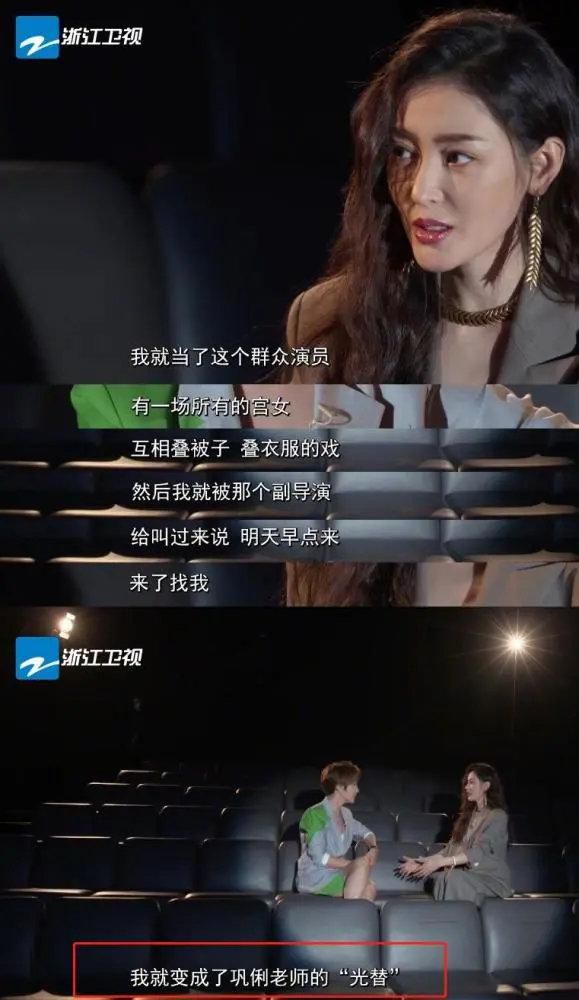 浙江卫视
我就当了这个群众演员
有一场所有的宫女
互相叠被子 叠衣服的戏
然后我就被那个副导演
给叫过来说 明天早点来
来了找我
浙江卫视
我就变成了巩俐老师的“光替”